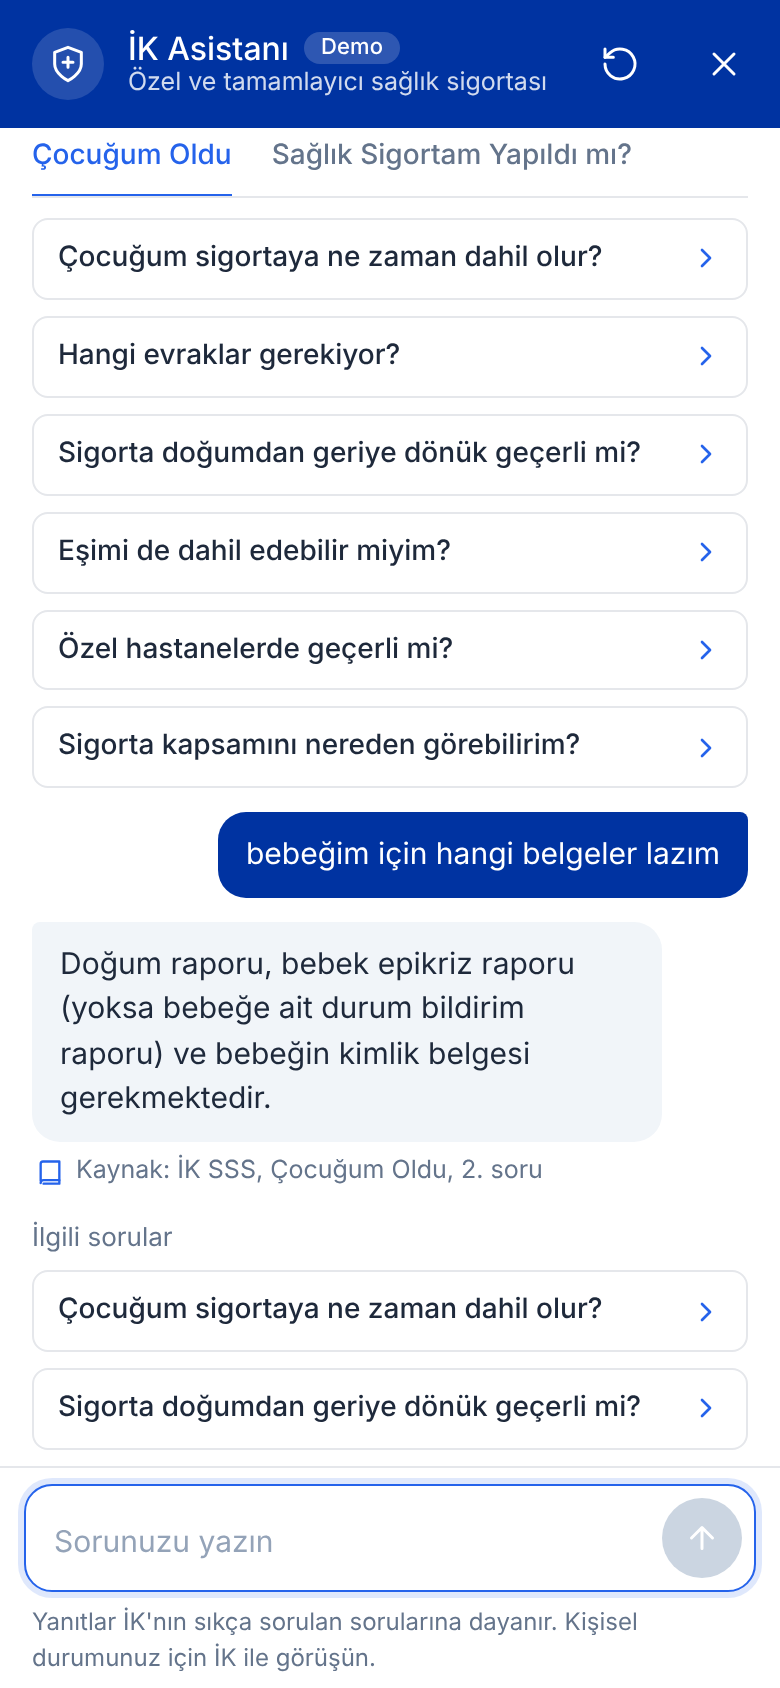 İK Asistanı Demo
Özel ve tamamlayıcı sağlık sigortası
Çocuğum Oldu Sağlık Sigortam Yapıldı mı?
Çocuğum sigortaya ne zaman dahil olur?
Hangi evraklar gerekiyor?
Sigorta doğumdan geriye dönük geçerli mi?
Eşimi de dahil edebilir miyim?
Özel hastanelerde geçerli mi?
Sigorta kapsamını nereden görebilirim?
bebeğim için hangi belgeler lazım
Doğum raporu, bebek epikriz raporu
(yoksa bebeğe ait durum bildirim
raporu) ve bebeğin kimlik belgesi
gerekmektedir.
Kaynak: İK SSS, Çocuğum Oldu, 2. soru
İlgili sorular
Çocuğum sigortaya ne zaman dahil olur?
Sigorta doğumdan geriye dönük geçerli mi?
Sorunuzu yazın
Yanıtlar İK'nın sıkça sorulan sorularına dayanır. Kişisel
durumunuz için İK ile görüşün.